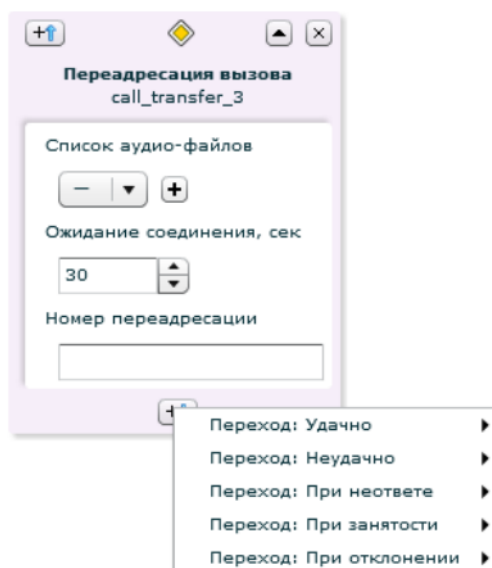 Переадресация вызова
call_transfer_3
Список аудио-файлов
Ожидание соединения, сек
30
Номер переадресации
Переход: Удачно
Переход: Неудачно
Переход: При неответе
Переход: При занятости
Переход: При отклонении